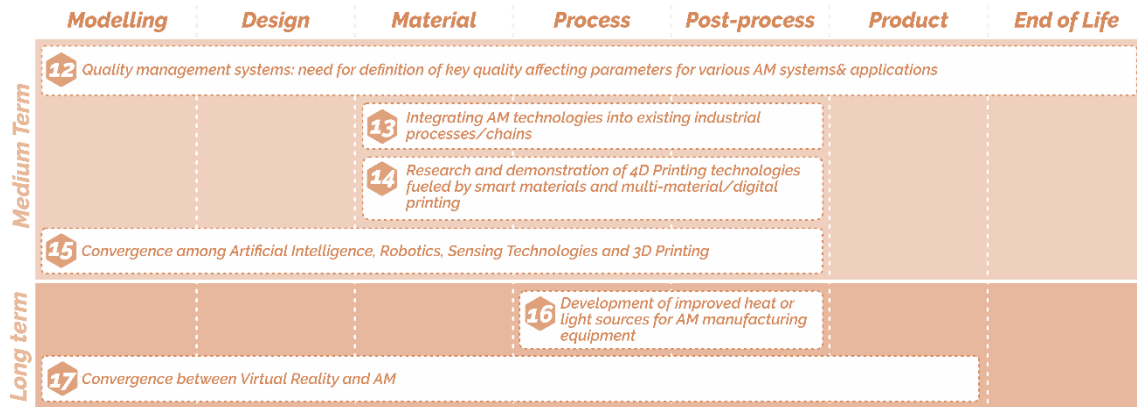 Modelling Design Material Process Post-process Product End of Life
Medium Term
12 Quality management systems: need for definition of key quality affecting parameters for various AM systems& applications
13 Integrating AM technologies into existing industrial
processes/chains
14 Research and demonstration of 4D Printing technologies
fueled by smart materials and multi-material/digital
printing
15 Convergence among Artificial Intelligence, Robotics, Sensing Technologies and 3D Printing
Long term
16 Development of improved heat or
light sources for AM manufacturing
equipment
17 Convergence between Virtual Reality and AM